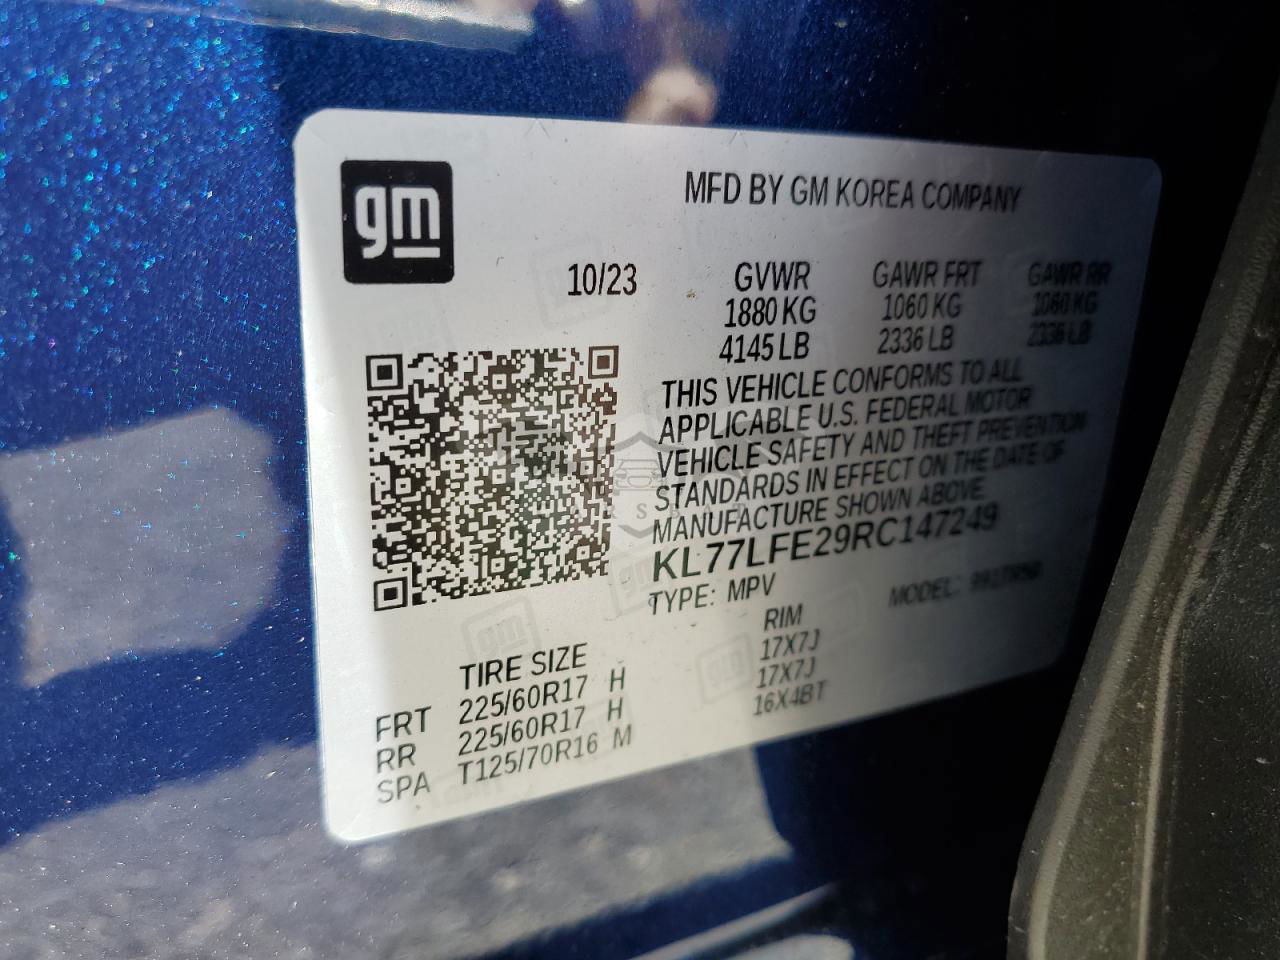 gm
MFD BY GM KOREA COMPANY
10/23 GVWR GAWR FRT GAWR RR
1880 KG 1060 KG 1060 KG
4145 LB 2336 LB 2336 LB
THIS VEHICLE CONFORMS TO ALL
APPLICABLE U.S. FEDERAL MOTOR
VEHICLE SAFETY AND THEFT PREVENTION
STANDARDS IN EFFECT ON THE DATE OF
MANUFACTURE SHOWN ABOVE
KL77LFE29RC147249
TYPE: MPV MODEL:
TIRE SIZE RIM
FRT 225/60R17 H 17X7J
RR 225/60R17 H 17X7J
SPA T125/70R16 M 16X4BT